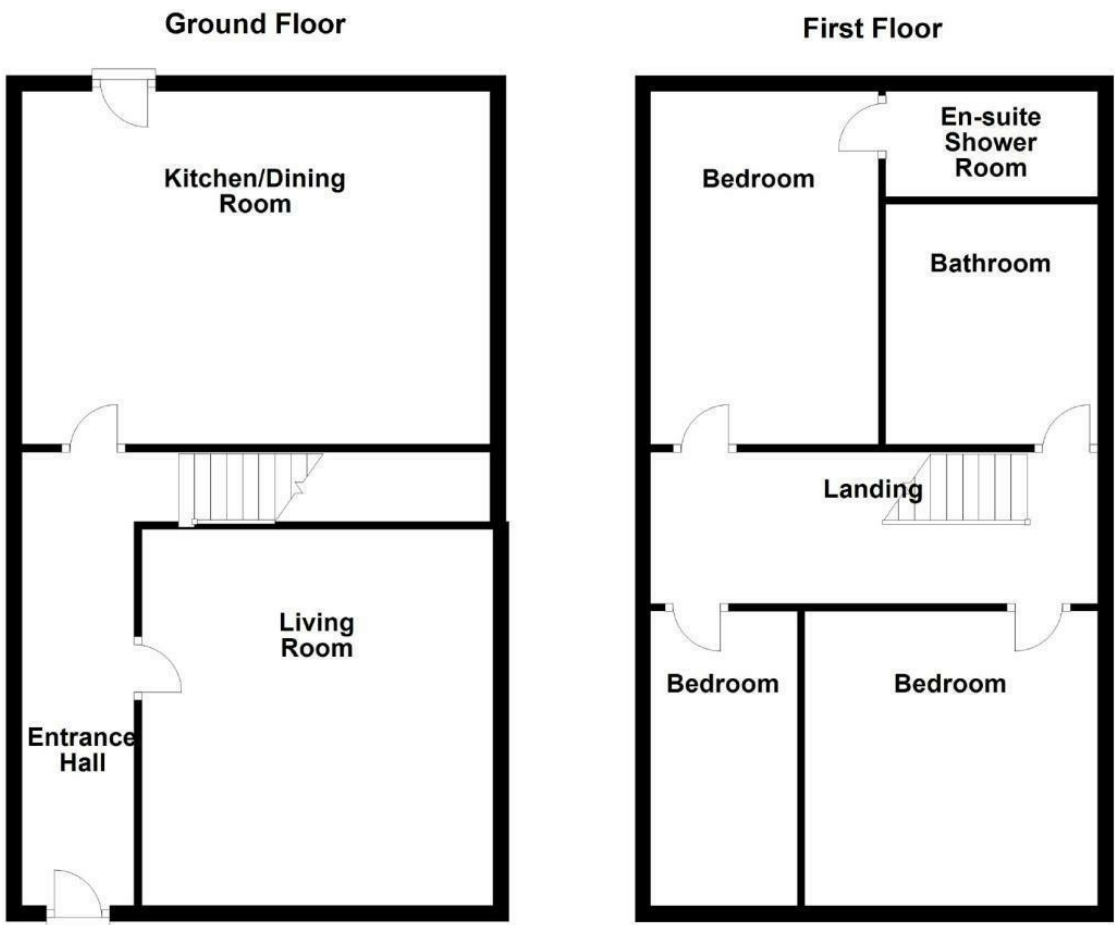 Ground Floor
Kitchen/Dining
Room
Living
Room
Entrance
Hall
First Floor
En-suite
Shower
Room
Bedroom
Bathroom
Landing
Bedroom
Bedroom